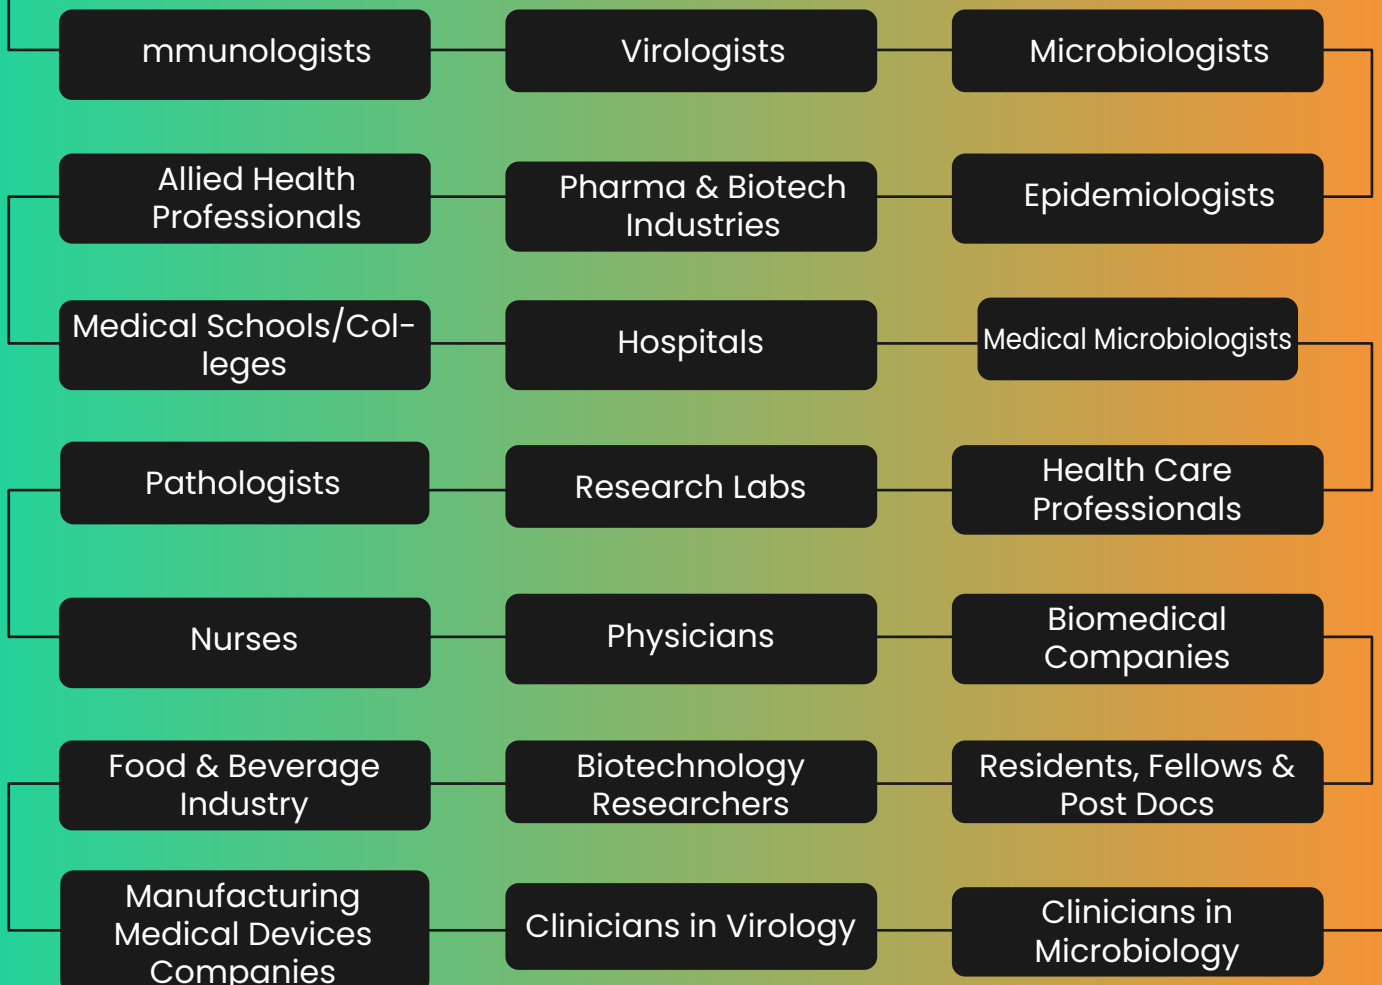 mmunologists
Virologists
Microbiologists
Allied Health
Professionals
Pharma & Biotech
Industries
Epidemiologists
Medical Schools/Col-
leges
Hospitals
Medical Microbiologists
Pathologists
Research Labs
Health Care
Professionals
Nurses
Physicians
Biomedical
Companies
Food & Beverage
Industry
Biotechnology
Researchers
Residents, Fellows &
Post Docs
Manufacturing
Medical Devices
Companies
Clinicians in Virology
Clinicians in
Microbiology